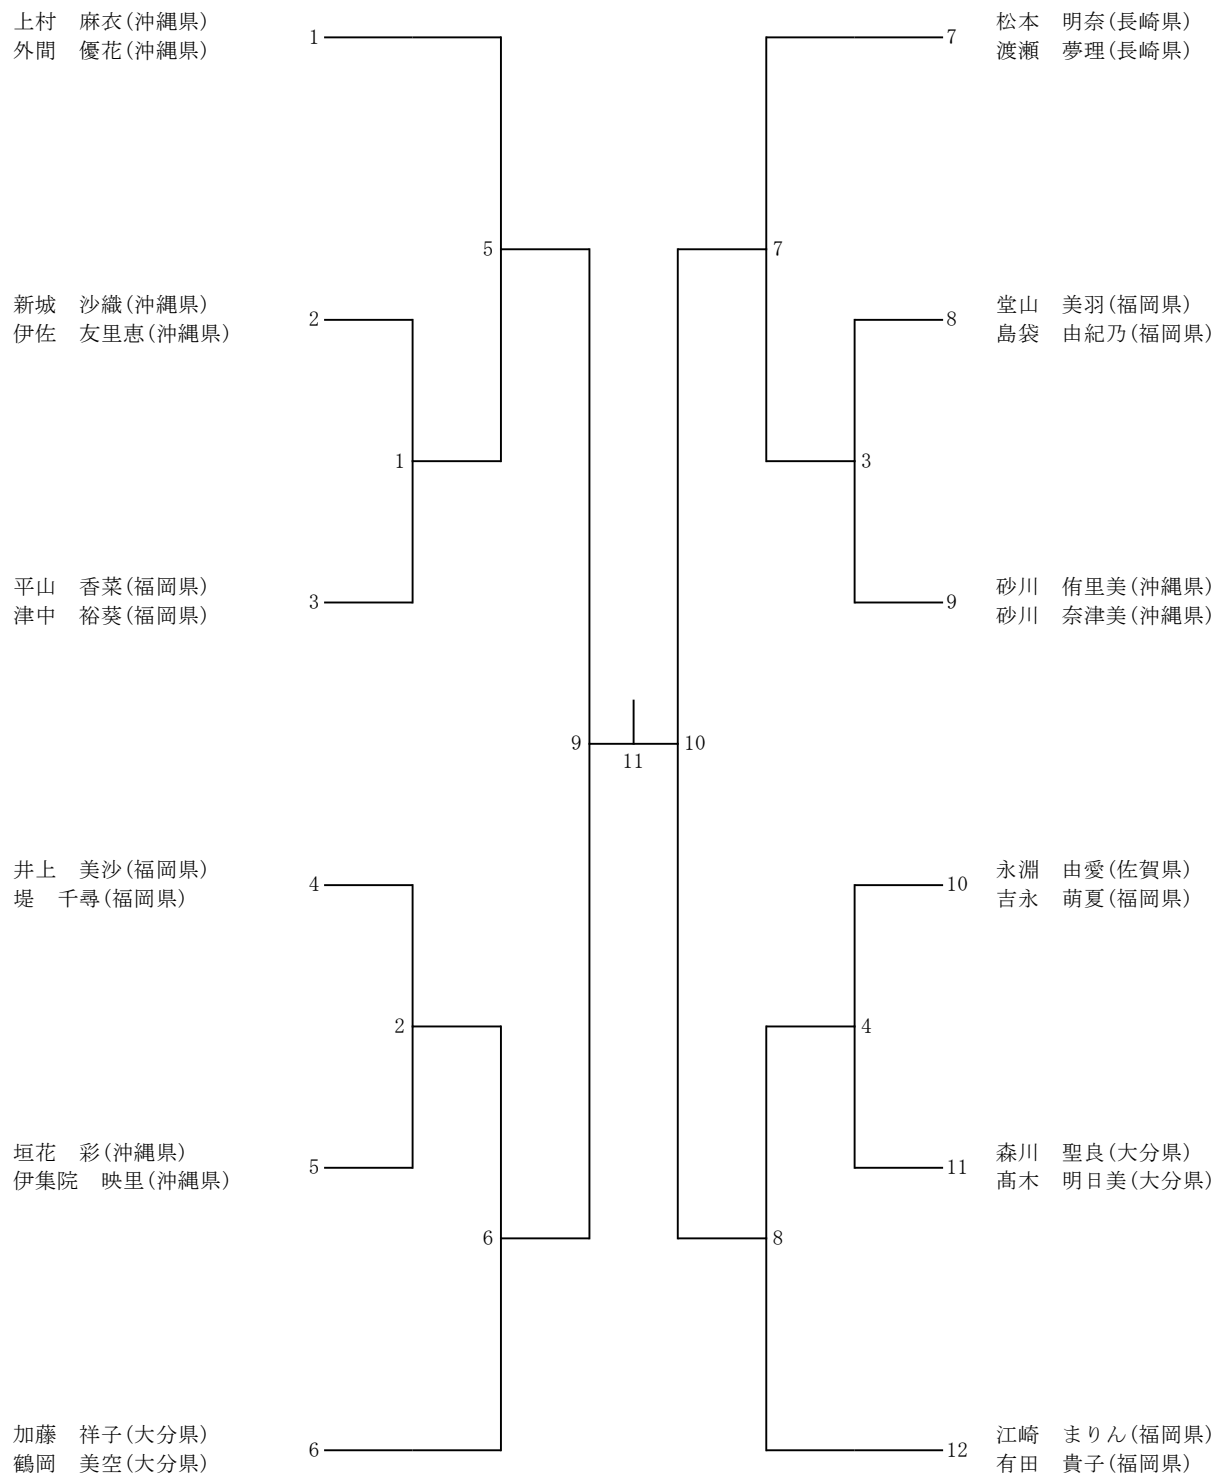 上村　麻衣(沖縄県)
外間　優花(沖縄県)
1
新城　沙織(沖縄県)
伊佐　友里恵(沖縄県)
2
平山　香菜(福岡県)
津中　裕葵(福岡県)
3
井上　美沙(福岡県)
堤　千尋(福岡県)
4
垣花　彩(沖縄県)
伊集院　映里(沖縄県)
5
加藤　祥子(大分県)
鶴岡　美空(大分県)
6
1
2
5
6
9
11
10
7
8
3
4
7
松本　明奈(長崎県)
渡瀬　夢理(長崎県)
8
堂山　美羽(福岡県)
島袋　由紀乃(福岡県)
9
砂川　侑里美(沖縄県)
砂川　奈津美(沖縄県)
10
永淵　由愛(佐賀県)
吉永　萌夏(福岡県)
11
森川　聖良(大分県)
髙木　明日美(大分県)
12
江崎　まりん(福岡県)
有田　貴子(福岡県)